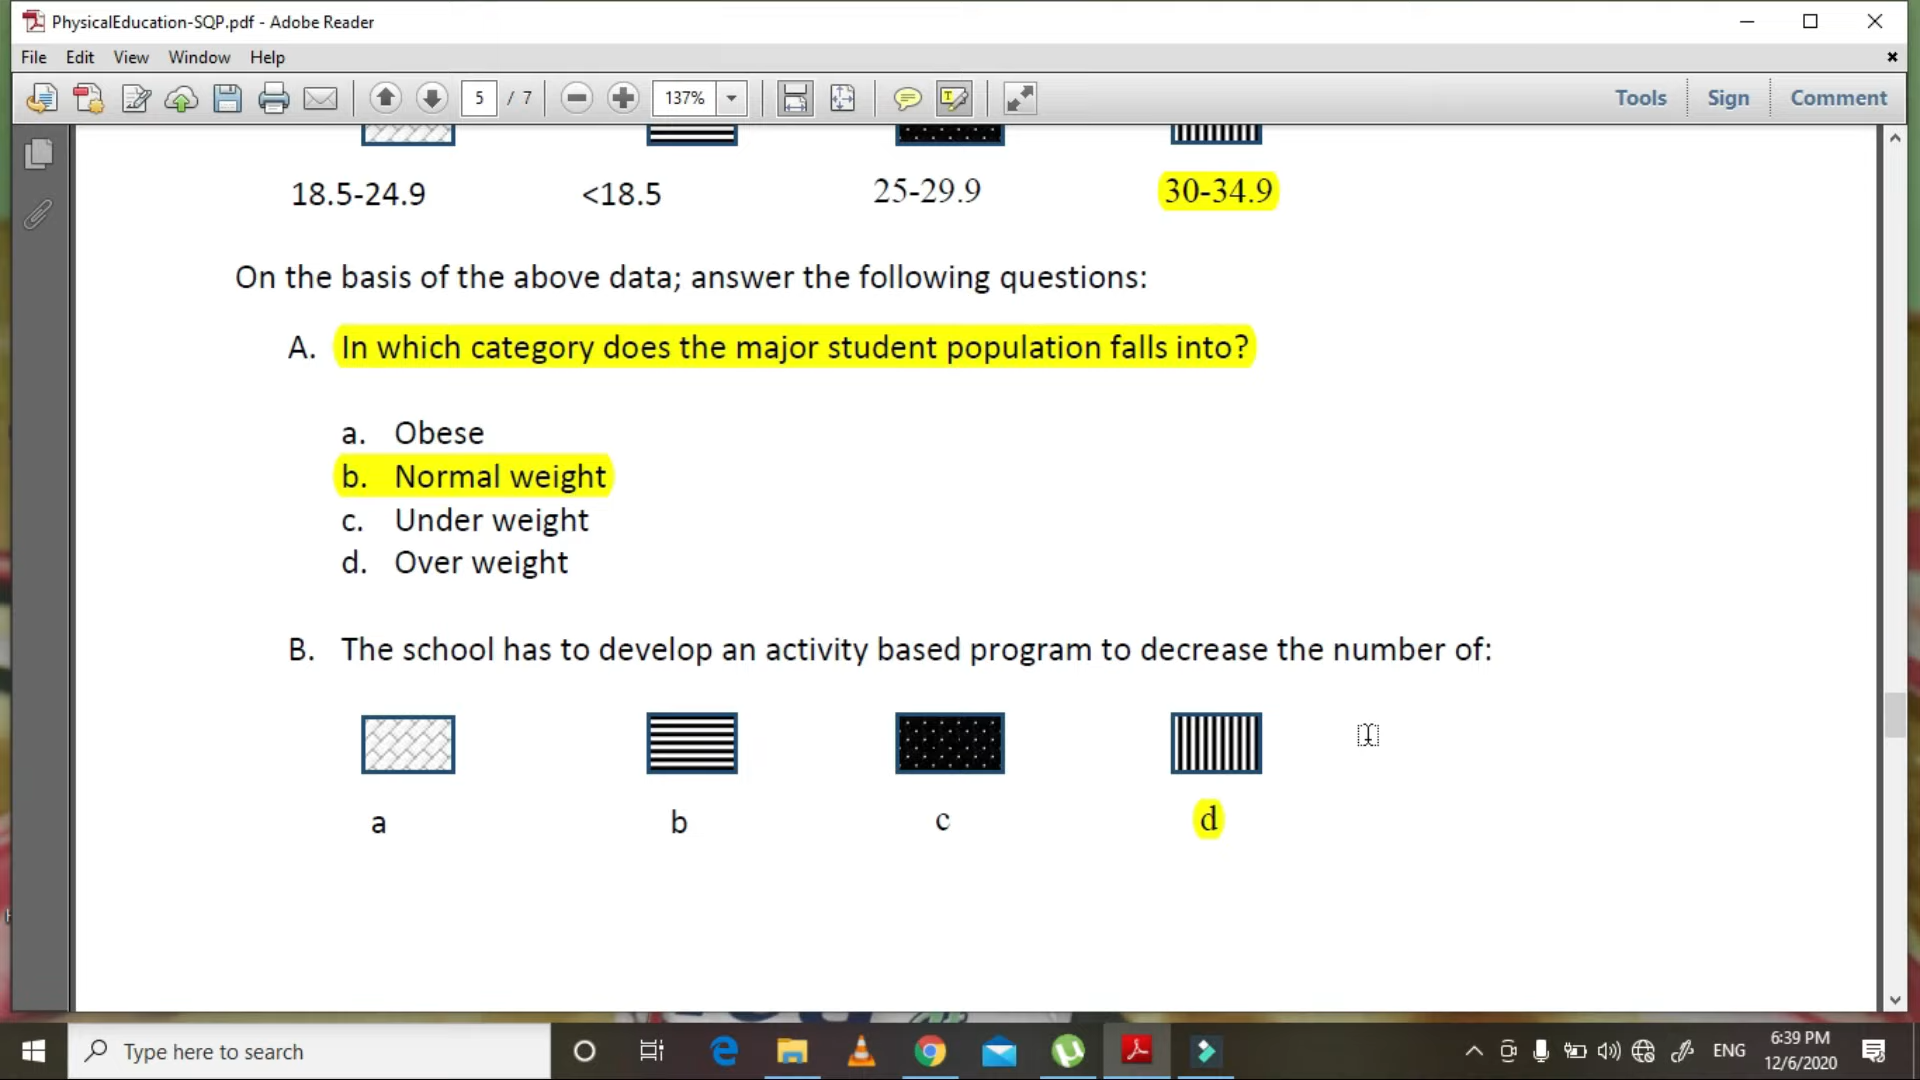 PhysicalEducation-SQP.pdf - Adobe Reader
File Edit View Window Help
5 / 7 137% Tools Sign Comment
18.5-24.9 <18.5 25-29.9 30-34.9
On the basis of the above data; answer the following questions:
A. In which category does the major student population falls into?
a. Obese
b. Normal weight
c. Under weight
d. Over weight
B. The school has to develop an activity based program to decrease the number of:
a b c d
Type here to search
ENG
6:39 PM
12/6/2020